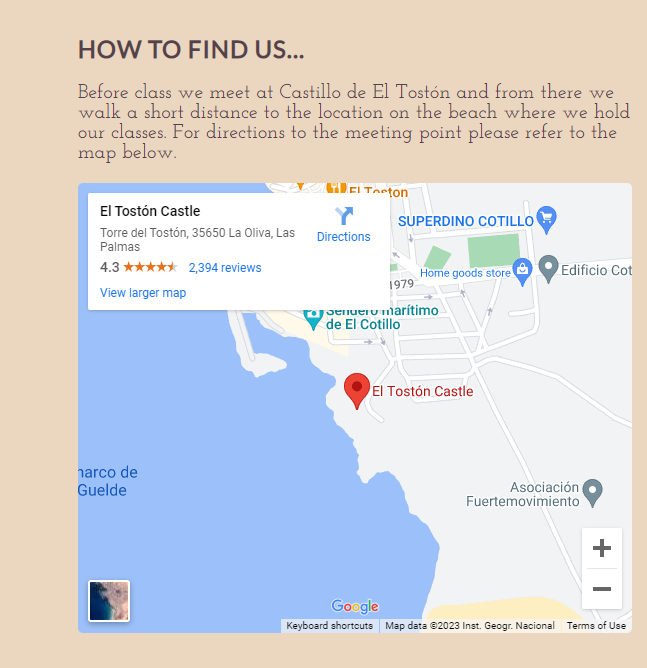 HOW TO FIND US...
Before class we meet at Castillo de El Tostón and from there we
walk a short distance to the location on the beach where we hold
our classes. For directions to the meeting point please refer to the
map below.
El Tostón Castle
Torre del Tostón, 35650 La Oliva, Las
Palmas
4.3
2,394 reviews
View larger map
Directions
El Toston
SUPERDINO COTILLO
Home goods store
Edificio Cot
1979
Sendero marítimo
de El Cotillo
El Tostón Castle
narco de
Guelde
Asociación
Fuertemovimiento
Google
Keyboard shortcuts
Map data ©2023 Inst. Geogr. Nacional
Terms of Use